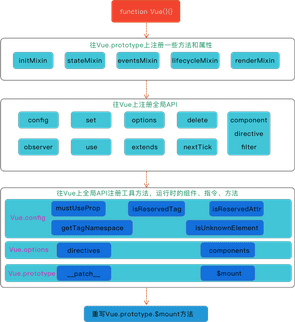 function Vue(){}
往Vue.prototype上注册一些方法和属性
initMixin stateMixin eventsMixin lifecycleMixin renderMixin
往Vue上注册全局API
config set options delete component
directive
observer use extends nextTick filter
往Vue上全局API注册工具方法、运行时的组件、指令、方法
Vue.config mustUseProp isReservedTag isReservedAttr
getTagNamespace isUnknownElement
Vue.options directives components
Vue.prototype __patch__ $mount
重写Vue.prototype.$mount方法